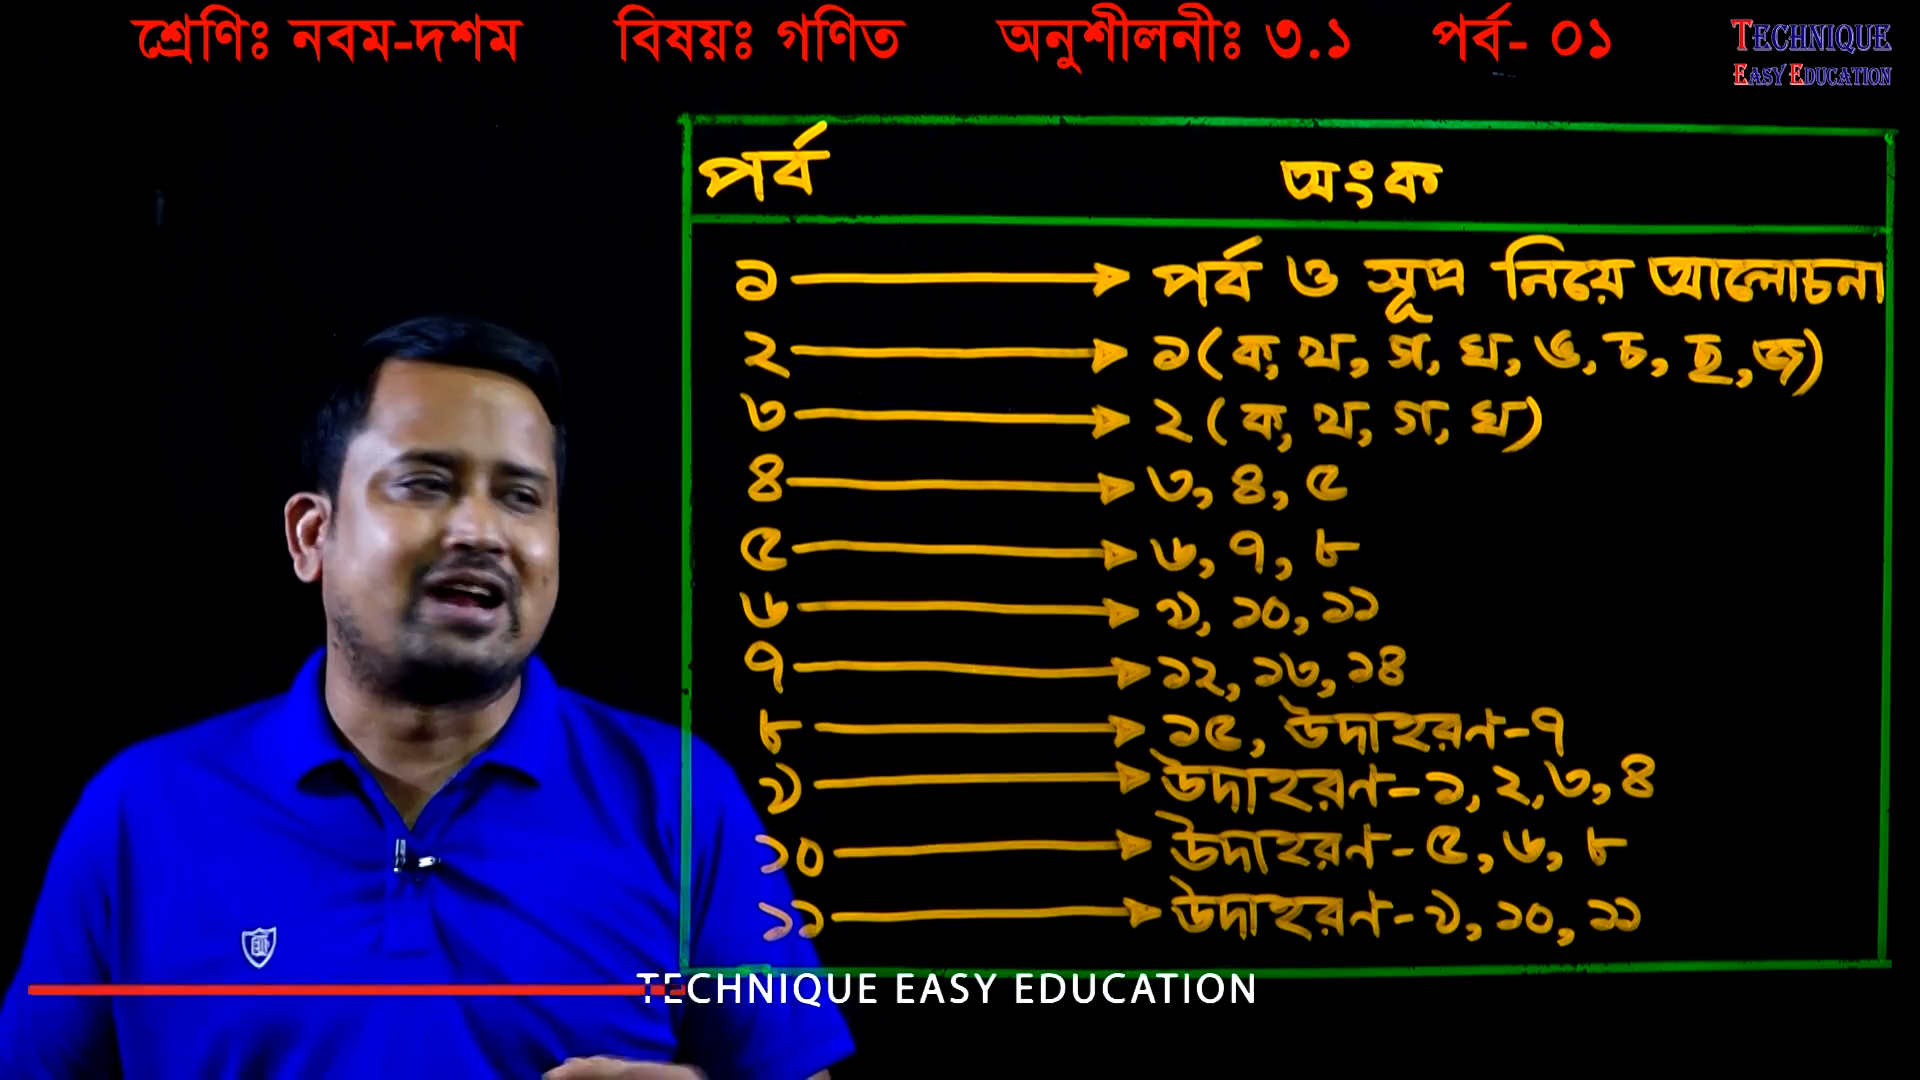 শ্রেণিঃ নবম-দশম বিষয়ঃ গণিত অনুশীলনীঃ ৩.১ পর্ব- ০১
TECHNIQUE
EASY EDUCATION
পর্ব অংক
১ → পর্ব ও সূত্র নিয়ে আলোচনা
২ → ১(ক, খ, গ, ঘ, ঙ, চ, ছ, জ)
৩ → ২(ক, খ, গ, ঘ)
৪ → ৩, ৪, ৫
৫ → ৬, ৭, ৮
৬ → ৯, ১০, ১১
৭ → ১২, ১৩, ১৪
৮ → ১৫, উদাহরণ-৭
৯ → উদাহরণ-১, ২, ৩, ৪
১০ → উদাহরণ-৫, ৬, ৮
১১ → উদাহরণ-৯, ১০, ১১
TECHNIQUE EASY EDUCATION